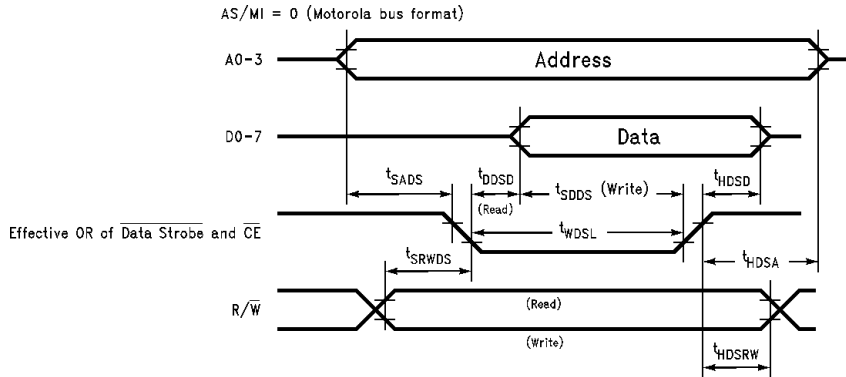 AS/MI = 0 (Motorola bus format)
A0-3
Address
D0-7
Data
tSADS
tDDSD
(Read)
tSDDS (Write)
tHDSD
Effective OR of Data Strobe and CE
tWDSL
tSRWDS
tHDSA
R/W
(Read)
(Write)
tHDSRW